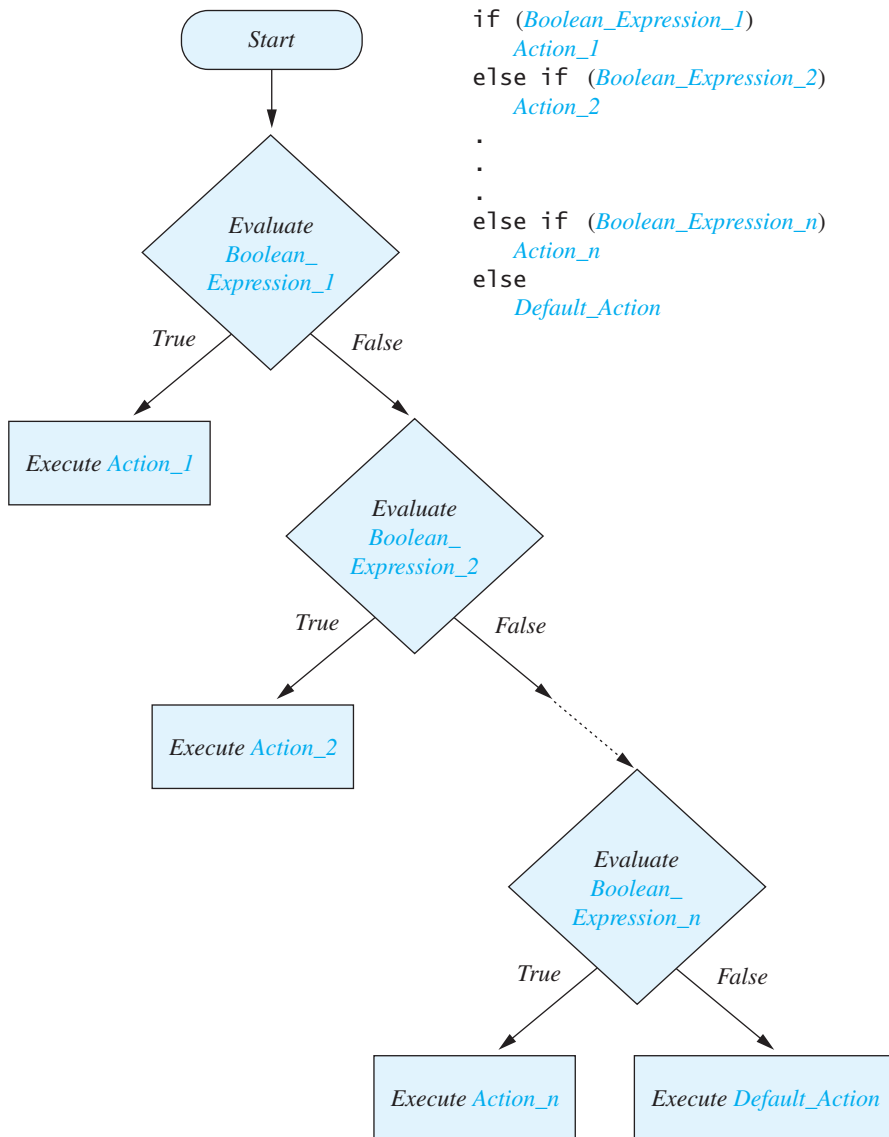 Start
if (Boolean_Expression_1)
Action_1
else if (Boolean_Expression_2)
Action_2
.
.
.
else if (Boolean_Expression_n)
Action_n
else
Default_Action
Evaluate
Boolean_
Expression_1
True
False
Execute Action_1
Evaluate
Boolean_
Expression_2
True
False
Execute Action_2
Evaluate
Boolean_
Expression_n
True
False
Execute Action_n
Execute Default_Action